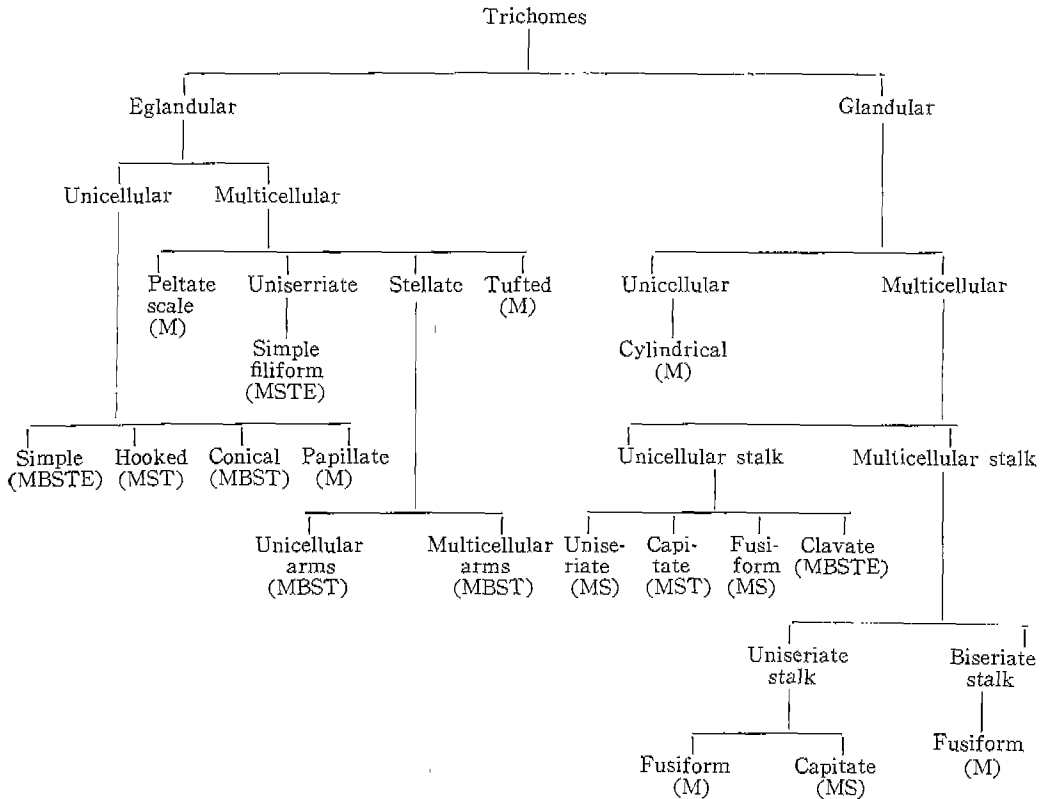 Trichomes
Eglandular
Glandular
Unicellular
Multicellular
Peltate
scale
(M)
Uniserriate
Simple
filiform
(MSTE)
Stellate
Tufted
(M)
Unicellular
Cylindrical
(M)
Multicellular
Simple
(MBSTE)
Hooked
(MST)
Conical
(MBST)
Papillate
(M)
Unicellular stalk
Multicellular stalk
Unicellular
arms
(MBST)
Multicellular
arms
(MBST)
Unise-
riate
(MS)
Capi-
tate
(MST)
Fusi-
form
(MS)
Clavate
(MBSTE)
Uniseriate
stalk
Biseriate
stalk
Fusiform
(M)
Capitate
(MS)
Fusiform
(M)